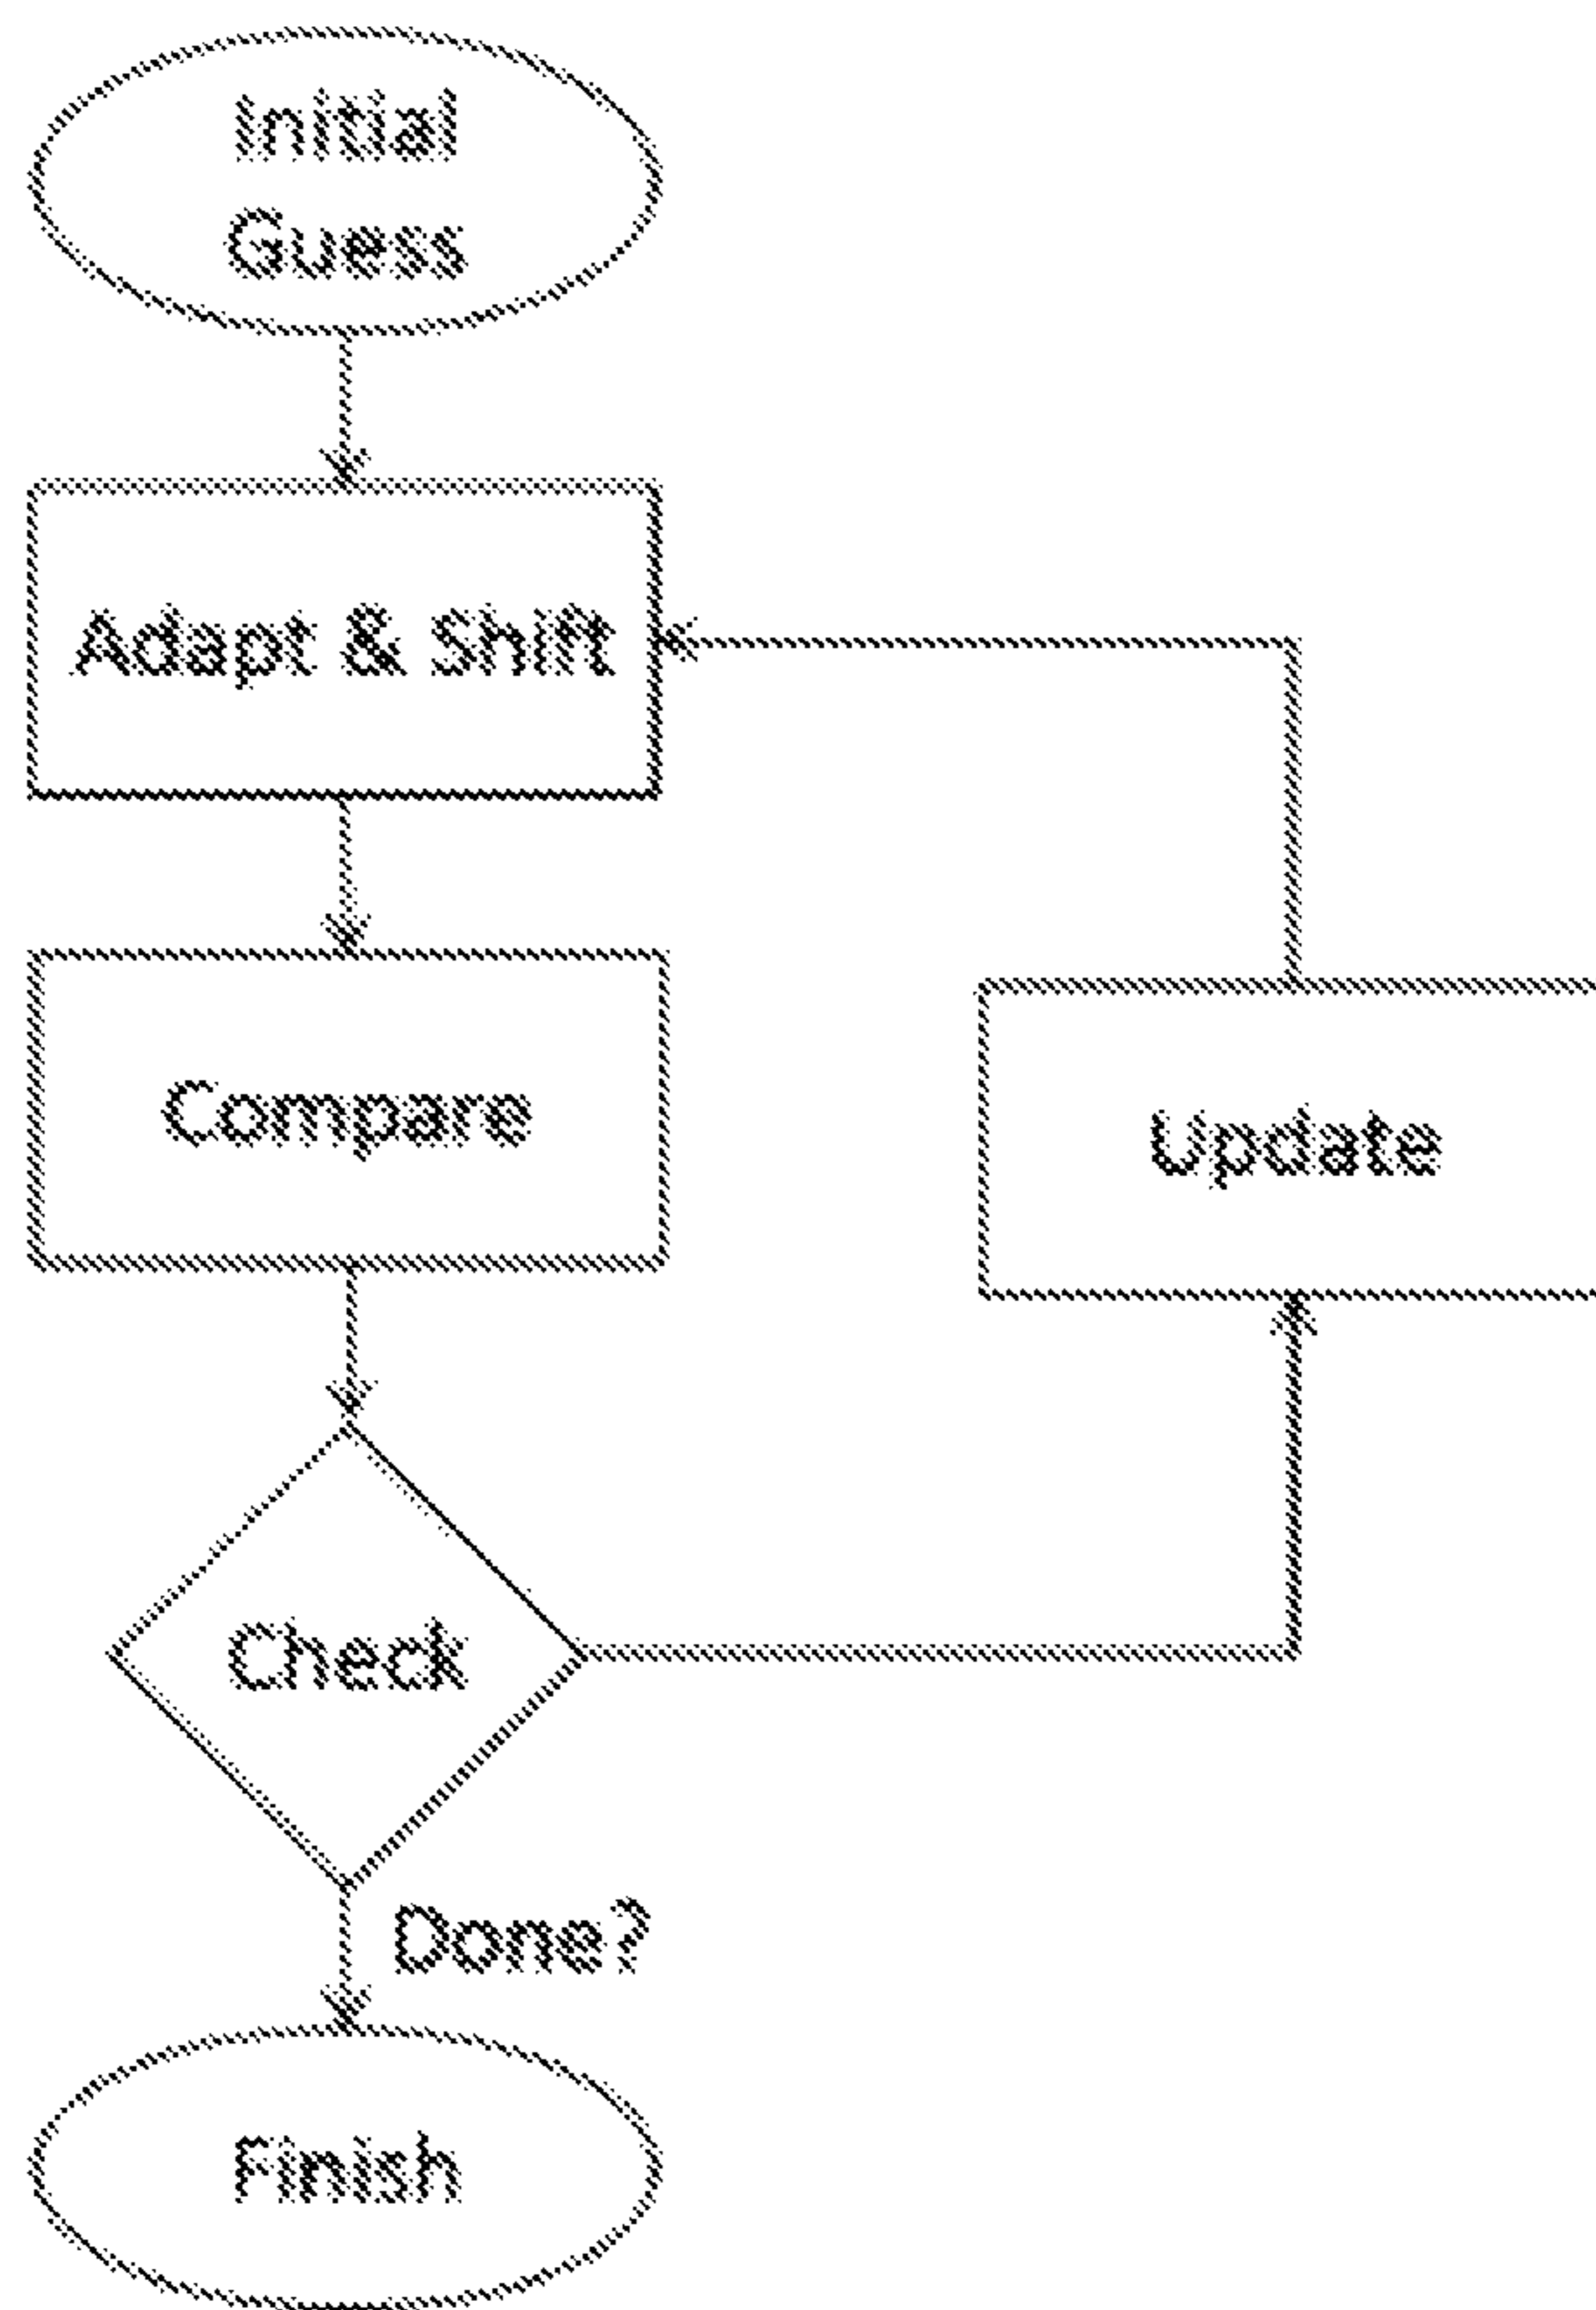 Initial
Guess
Adapt & Shift
Compare
Update
Check
Done?
Finish